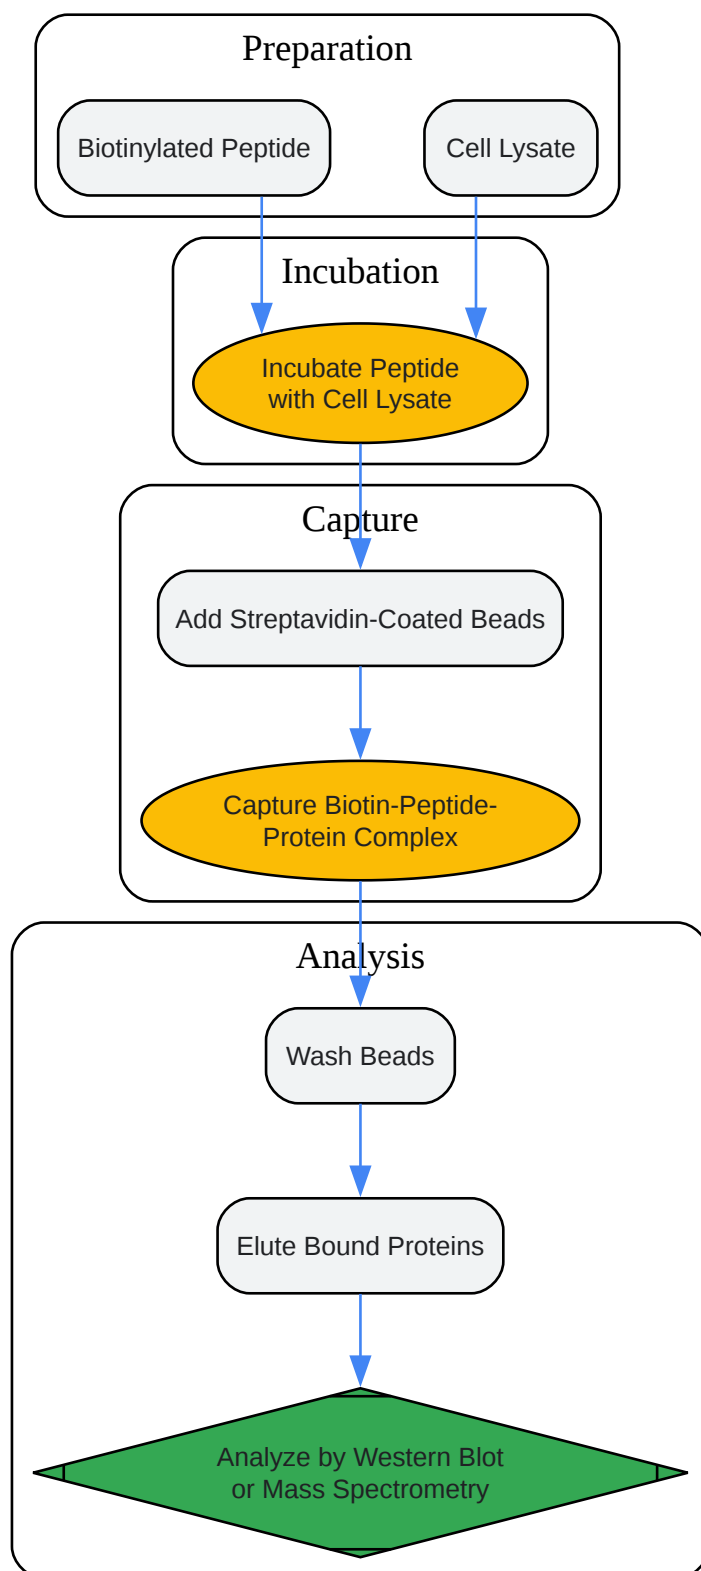 Preparation
Biotinylated Peptide
Cell Lysate
Incubation
Incubate Peptide
with Cell Lysate
Capture
Add Streptavidin-Coated Beads
Capture Biotin-Peptide-
Protein Complex
Analysis
Wash Beads
Elute Bound Proteins
Analyze by Western Blot
or Mass Spectrometry